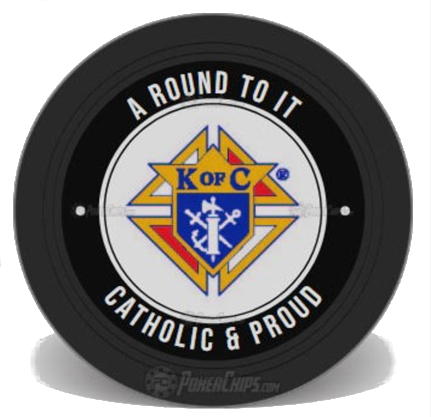 A ROUND TO IT
K OF C ®
CATHOLIC & PROUD
POKERCHIPS.COM